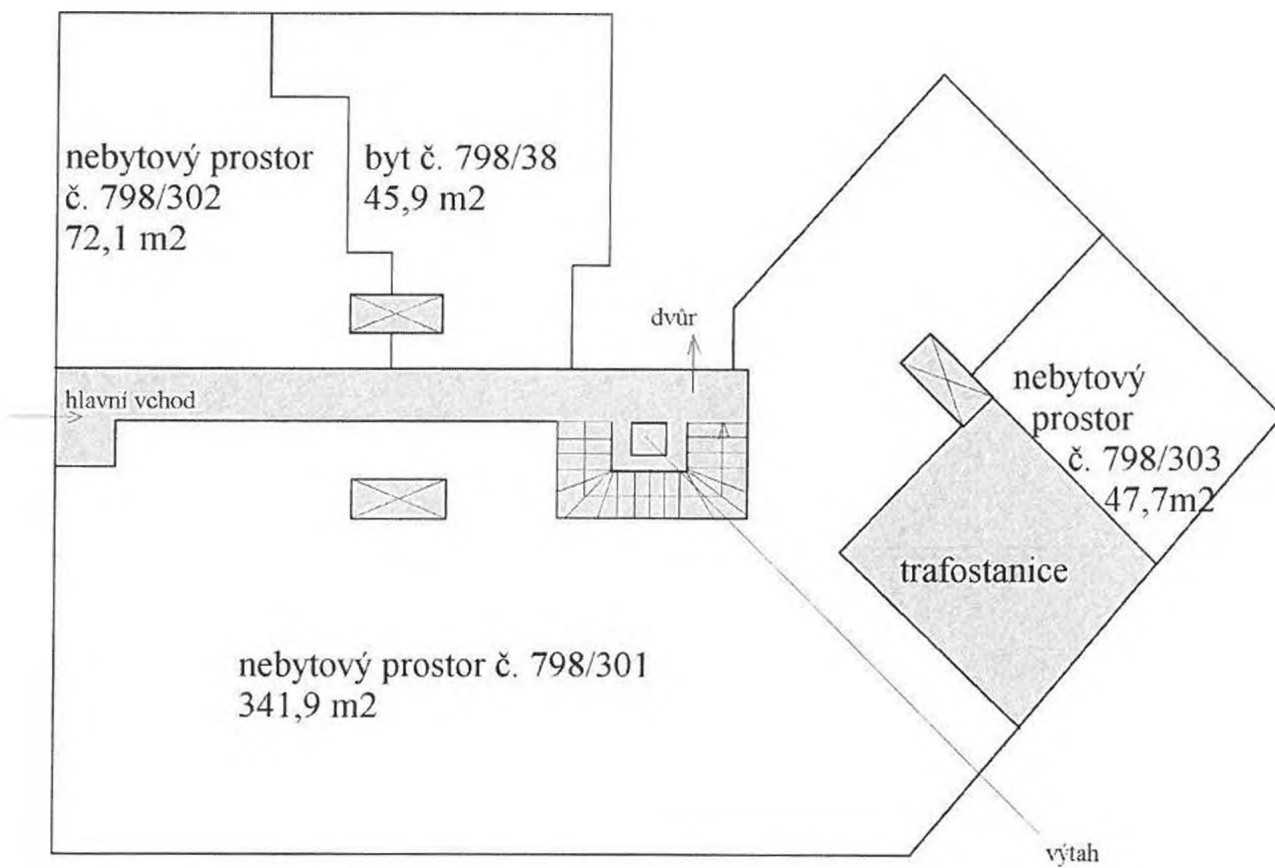 nebytový prostor
č. 798/302
72,1 m2
byt č. 798/38
45,9 m2
dvůr
hlavní vchod
nebytový
prostor
č. 798/303
47,7m2
trafostanice
nebytový prostor č. 798/301
341,9 m2
výtah